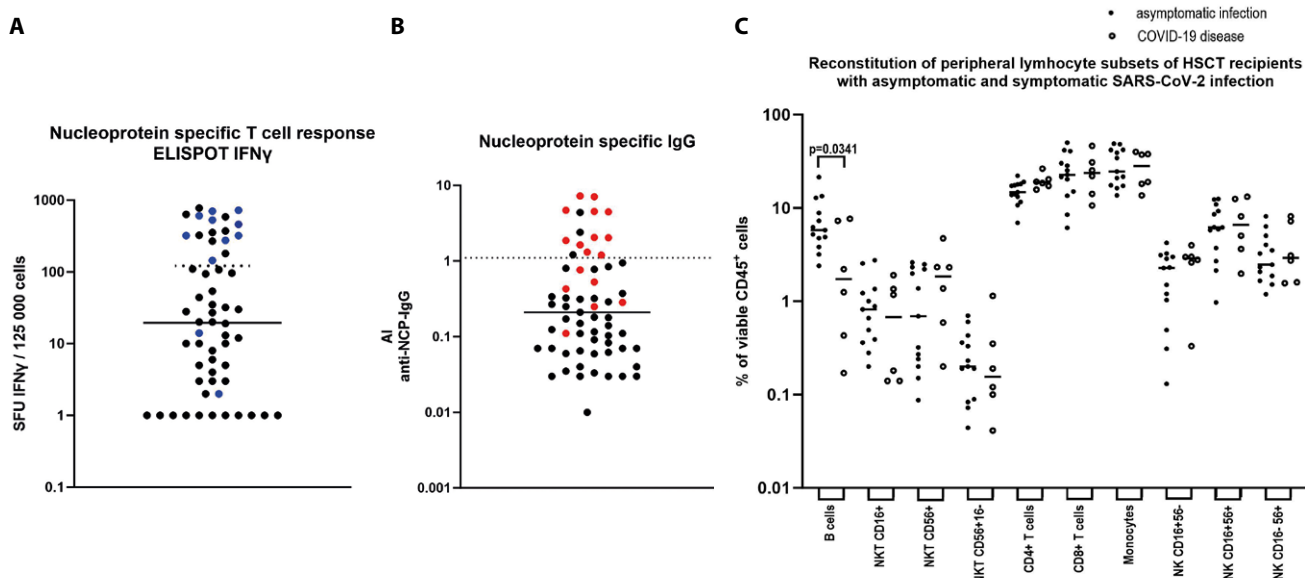 A
Nucleoprotein specific T cell response
ELISPOT IFNγ
SFU IFNγ / 125 000 cells
1000
100
10
1
0.1
B
Nucleoprotein specific IgG
AI
anti-NCP-IgG
10
1
0.1
0.01
0.001
C
asymptomatic infection
COVID-19 disease
Reconstitution of peripheral lymphocyte subsets of HSCT recipients
with asymptomatic and symptomatic SARS-CoV-2 infection
% of viable CD45+ cells
100
10
1
0.1
0.01
p=0.0341
B cells
NKT CD16+
NKT CD56+
IKT CD56+16-
CD4+ T cells
CD8+ T cells
Monocytes
NK CD16+56-
NK CD16+56+
NK CD16- 56+